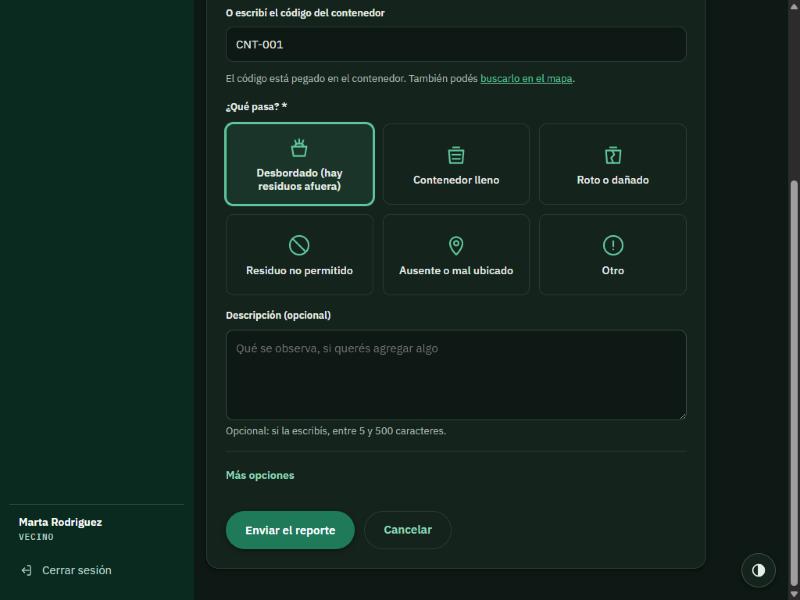 O escribí el código del contenedor
CNT-001
El código está pegado en el contenedor. También podés buscarlo en el mapa.
¿Qué pasa? *
Desbordado (hay
residuos afuera)
Contenedor lleno
Roto o dañado
Residuo no permitido
Ausente o mal ubicado
Otro
Descripción (opcional)
Qué se observa, si querés agregar algo
Opcional: si la escribís, entre 5 y 500 caracteres.
Más opciones
Enviar el reporte
Cancelar
Marta Rodriguez
VECINO
Cerrar sesión